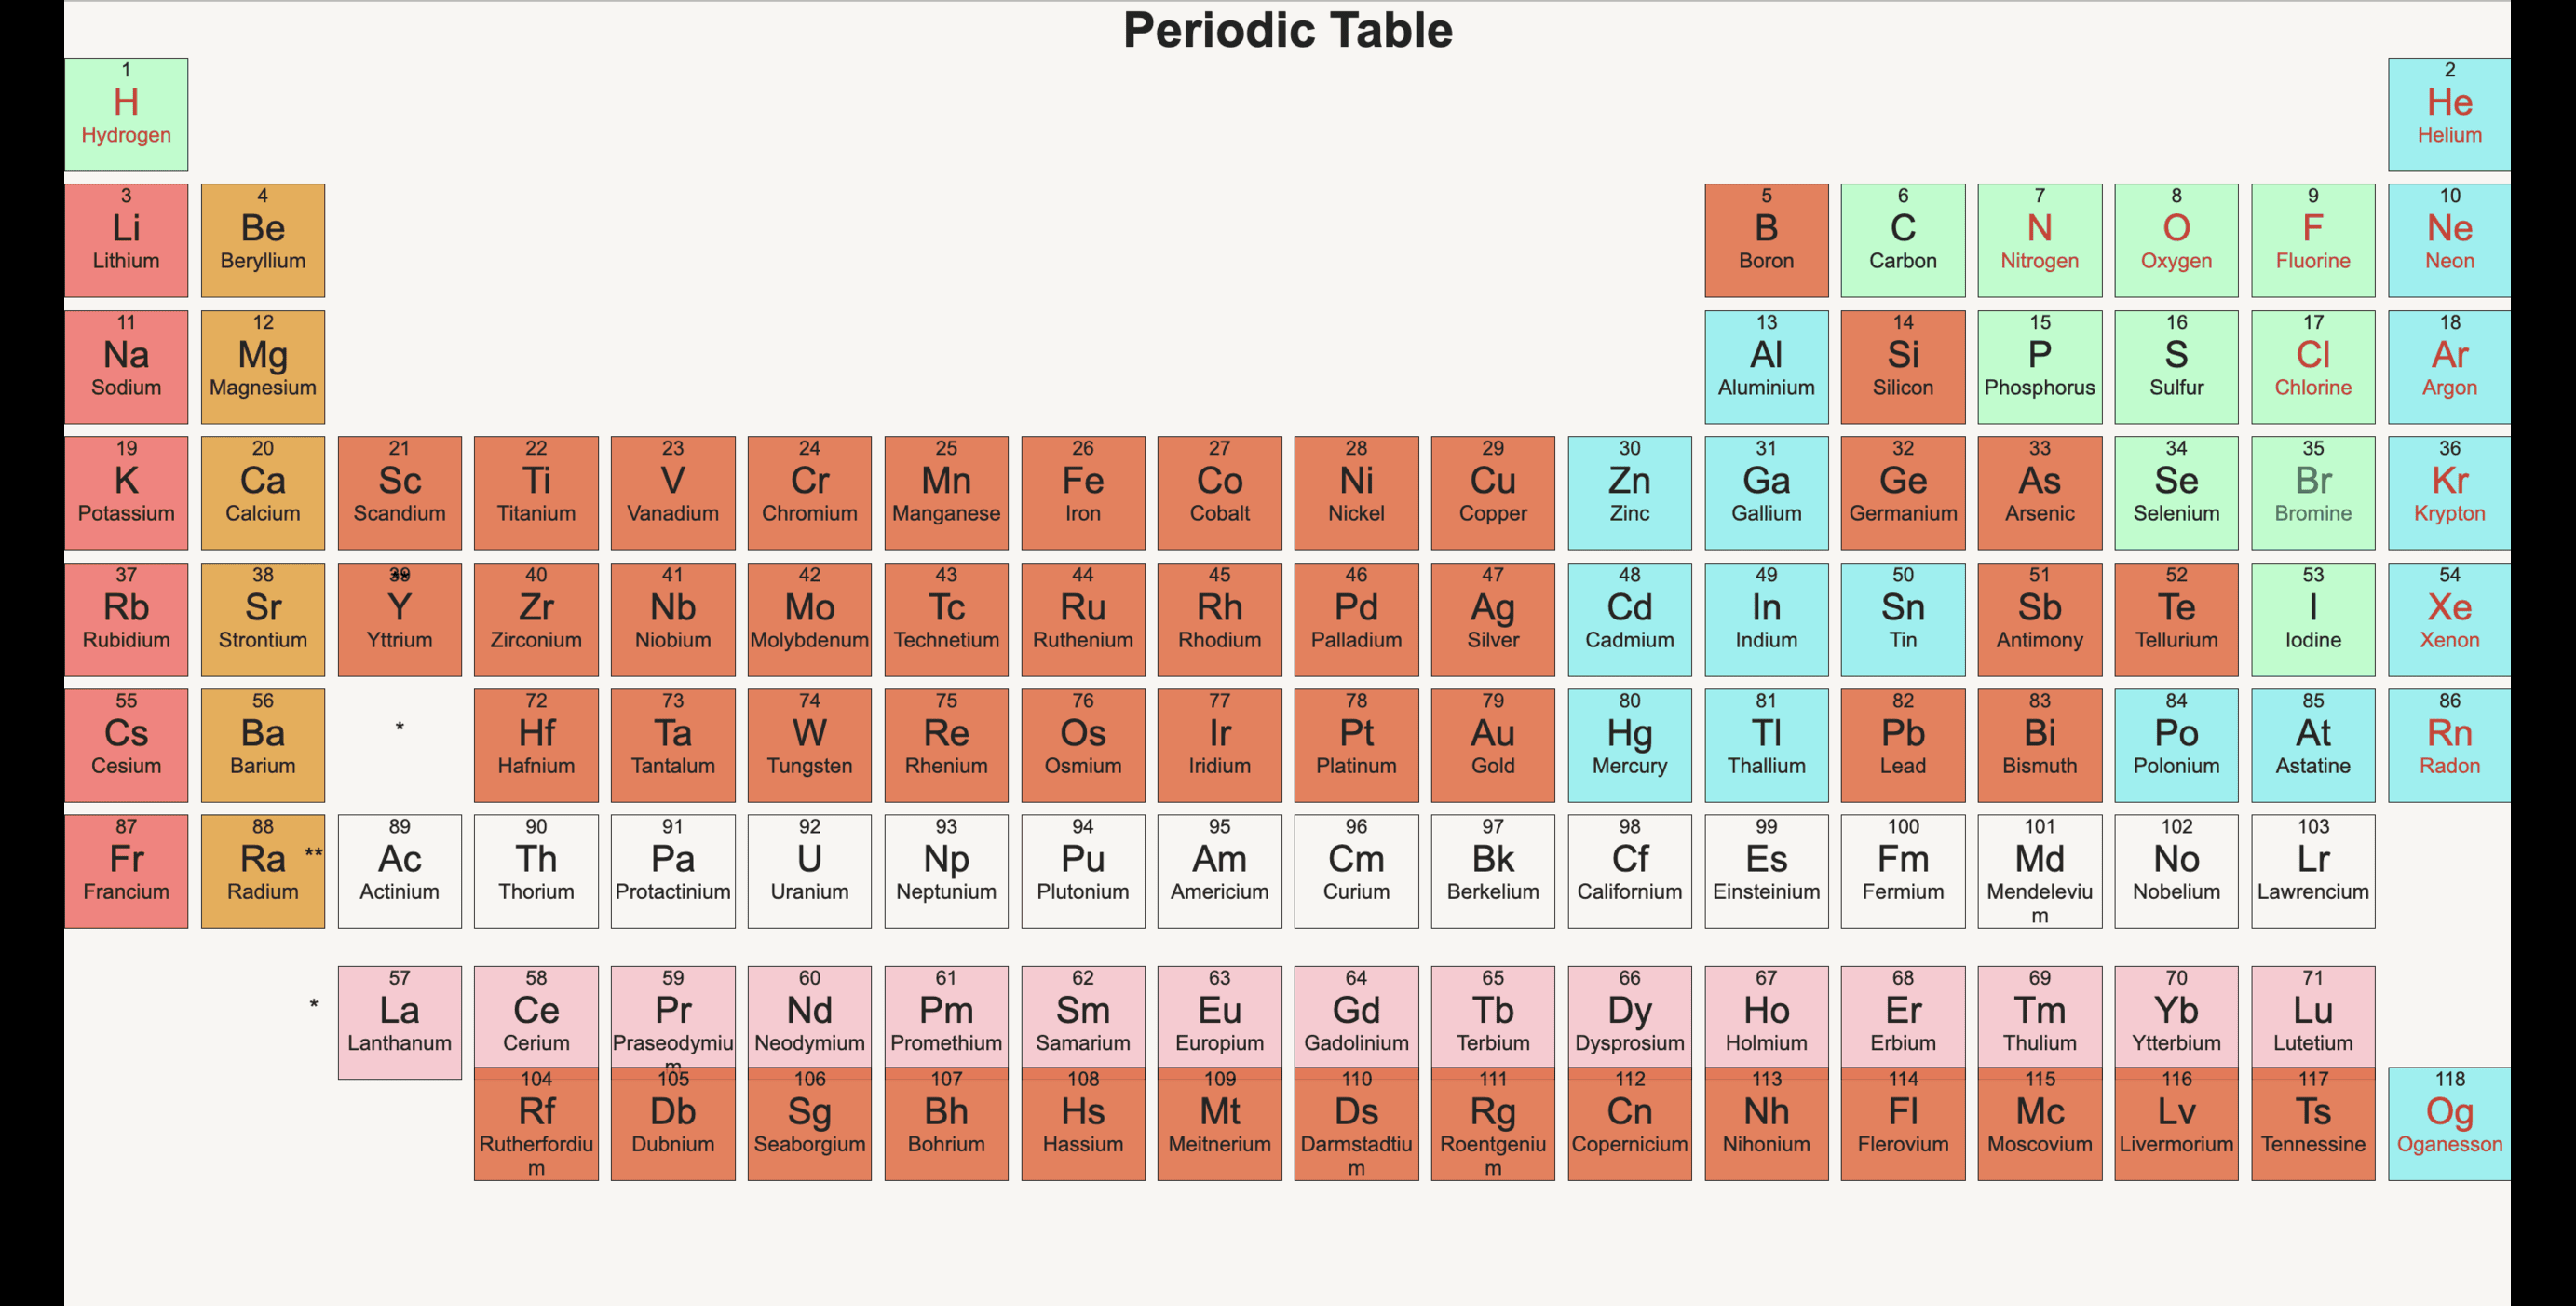 Periodic Table
1 2
H He
Hydrogen Helium
3 4 5 6 7 8 9 10
Li Be B C N O F Ne
Lithium Beryllium Boron Carbon Nitrogen Oxygen Fluorine Neon
11 12 13 14 15 16 17 18
Na Mg Al Si P S Cl Ar
Sodium Magnesium Aluminium Silicon Phosphorus Sulfur Chlorine Argon
19 20 21 22 23 24 25 26 27 28 29 30 31 32 33 34 35 36
K Ca Sc Ti V Cr Mn Fe Co Ni Cu Zn Ga Ge As Se Br Kr
Potassium Calcium Scandium Titanium Vanadium Chromium Manganese Iron Cobalt Nickel Copper Zinc Gallium Germanium Arsenic Selenium Bromine Krypton
37 38 39 40 41 42 43 44 45 46 47 48 49 50 51 52 53 54
Rb Sr Y Zr Nb Mo Tc Ru Rh Pd Ag Cd In Sn Sb Te I Xe
Rubidium Strontium Yttrium Zirconium Niobium Molybdenum Technetium Ruthenium Rhodium Palladium Silver Cadmium Indium Tin Antimony Tellurium Iodine Xenon
55 56 72 73 74 75 76 77 78 79 80 81 82 83 84 85 86
Cs Ba * Hf Ta W Re Os Ir Pt Au Hg Tl Pb Bi Po At Rn
Cesium Barium Hafnium Tantalum Tungsten Rhenium Osmium Iridium Platinum Gold Mercury Thallium Lead Bismuth Polonium Astatine Radon
87 88 89 90 91 92 93 94 95 96 97 98 99 100 101 102 103
Fr Ra ** Ac Th Pa U Np Pu Am Cm Bk Cf Es Fm Md No Lr
Francium Radium Actinium Thorium Protactinium Uranium Neptunium Plutonium Americium Curium Berkelium Californium Einsteinium Fermium Mendeleviu Nobelium Lawrencium
m
57 58 59 60 61 62 63 64 65 66 67 68 69 70 71
* La Ce Pr Nd Pm Sm Eu Gd Tb Dy Ho Er Tm Yb Lu
Lanthanum Cerium Praseodymiu Neodymium Promethium Samarium Europium Gadolinium Terbium Dysprosium Holmium Erbium Thulium Ytterbium Lutetium
m
104 105 106 107 108 109 110 111 112 113 114 115 116 117 118
Rf Db Sg Bh Hs Mt Ds Rg Cn Nh Fl Mc Lv Ts Og
Rutherfordiu Dubnium Seaborgium Bohrium Hassium Meitnerium Darmstadtiu Roentgeniu Copernicium Nihonium Flerovium Moscovium Livermorium Tennessine Oganesson
m m m